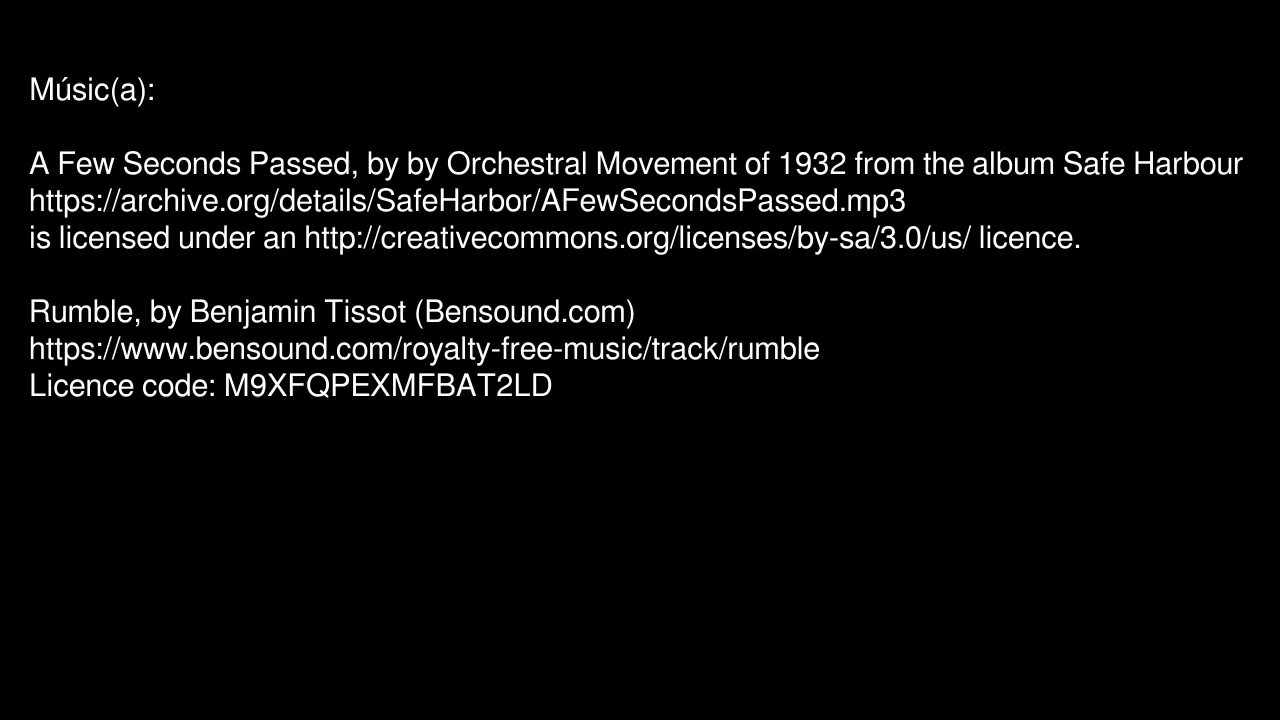 Músic(a):
A Few Seconds Passed, by by Orchestral Movement of 1932 from the album Safe Harbour
https://archive.org/details/SafeHarbor/AFewSecondsPassed.mp3
is licensed under an http://creativecommons.org/licenses/by-sa/3.0/us/ licence.
Rumble, by Benjamin Tissot (Bensound.com)
https://www.bensound.com/royalty-free-music/track/rumble
Licence code: M9XFQPEXMFBAT2LD